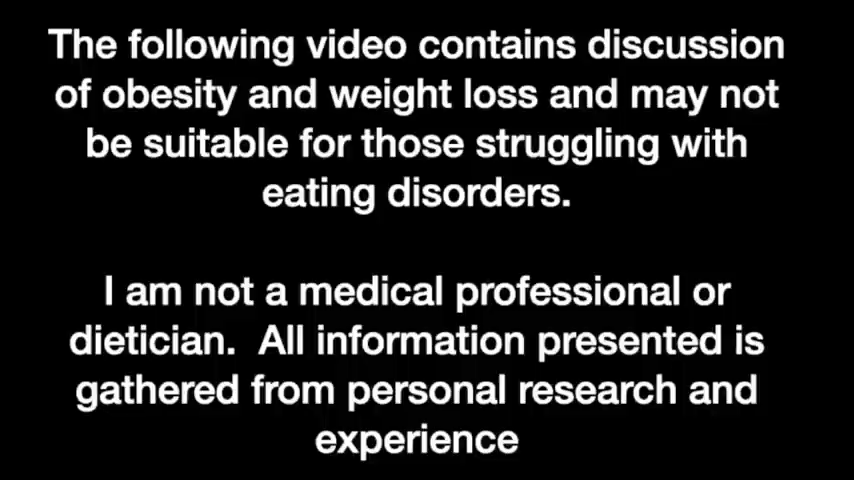 The following video contains discussion
of obesity and weight loss and may not
be suitable for those struggling with
eating disorders.
I am not a medical professional or
dietician.  All information presented is
gathered from personal research and
experience